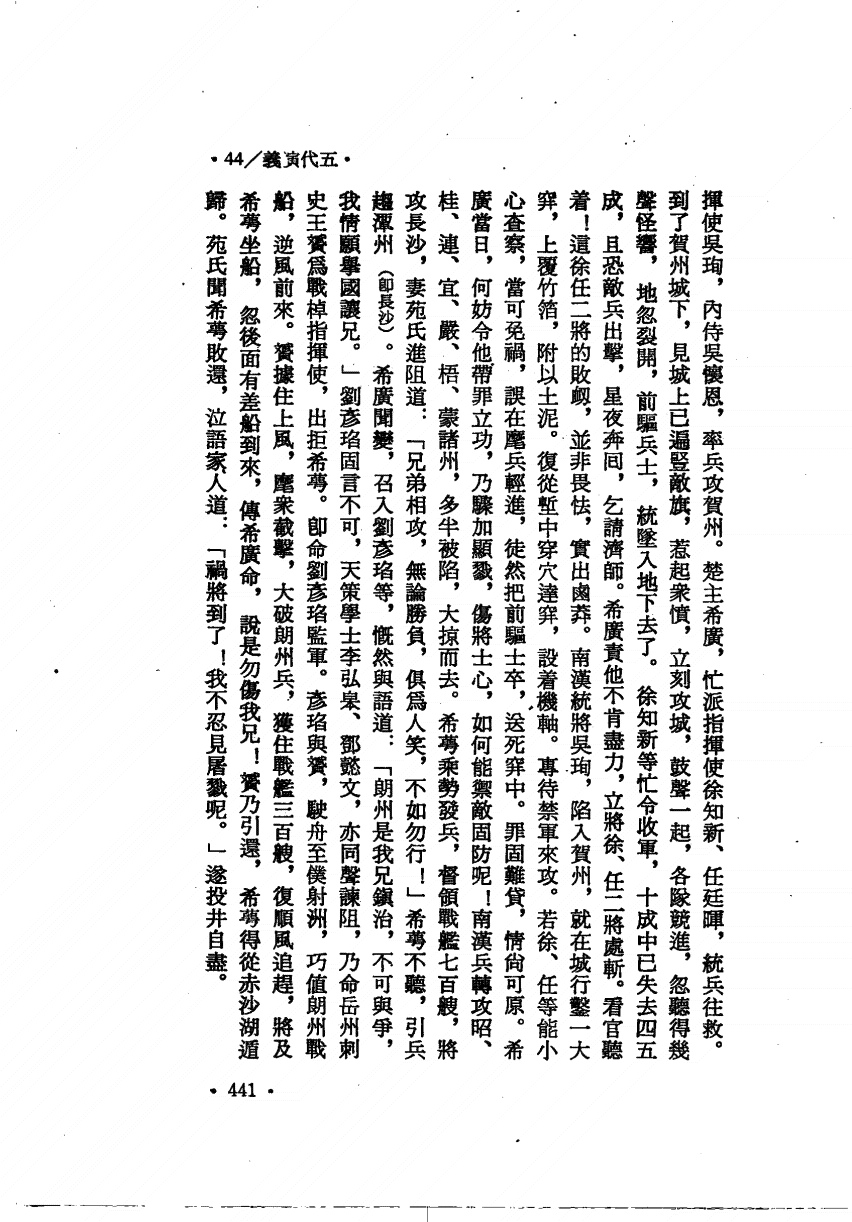 ·44/義演代五·
揮使吳珣，內侍吳懷恩，率兵攻賀州。楚主希廣，忙派指揮使徐知新、任廷暉，統兵往救。
到了賀州城下，見城上已遍豎敵旗，惹起衆憤，立刻攻城，鼓聲一起，各隊競進，忽聽得幾
聲怪響，地忽裂開，前驅兵士，統墜入地下去了。徐知新等忙令收軍，十成中已失去四五
成，且恐敵兵出擊，星夜奔回，乞請濟師。希廣責他不肯盡力，立將徐、任二將處斬。看官聽
着！這徐任二將的敗衂，並非畏怯，實出鹵莽。南漢統將吳珣，陷入賀州，就在城行鑿一大
穽，上覆竹箔，附以土泥。復從塹中穿穴達穽，設着機軸。專待禁軍來攻。若徐、任等能小
心查察，當可免禍，誤在麾兵輕進，徒然把前驅士卒，送死穽中。罪固難貸，情尙可原。希
廣當日，何妨令他帶罪立功，乃驟加顯戮，傷將士心，如何能禦敵固防呢！南漢兵轉攻昭、
桂、連、宜、嚴、梧、蒙諸州，多半被陷，大掠而去。希蕚乘勢發兵，督領戰艦七百艘，將
攻長沙，妻苑氏進阻道：「兄弟相攻，無論勝負，俱爲人笑，不如勿行！」希蕚不聽，引兵
趨潭州（卽長沙）。希廣聞變，召入劉彥瑫等，慨然與語道：「朗州是我兄鎭治，不可與爭，
我情願舉國讓兄。」劉彥瑫固言不可，天策學士李弘臯、鄧懿文，亦同聲諫阻，乃命岳州刺
史王贇爲戰棹指揮使，出拒希蕚。卽命劉彥瑫監軍。彥瑫與贇，駛舟至僕射洲，巧値朗州戰
船，逆風前來。贇據住上風，麾衆截擊，大破朗州兵，獲住戰艦三百艘，復順風追趕，將及
希蕚坐船，忽後面有差船到來，傳希廣命，說是勿傷我兄！贇乃引還，希蕚得從赤沙湖遁
歸。苑氏聞希蕚敗還，泣語家人道：「禍將到了！我不忍見屠戮呢。」遂投井自盡。
·441·